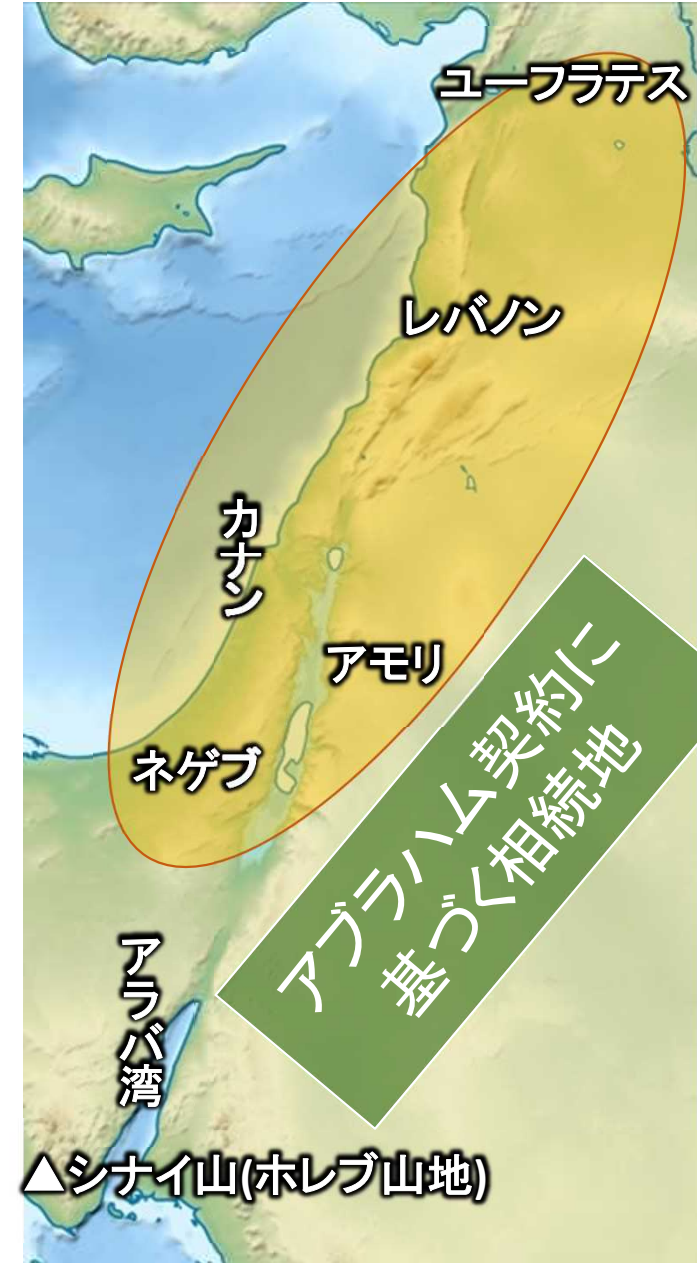 ユーフラテス
レバノン
カナン
アモリ
ネゲブ
アブラハム契約に
基づく相続地
アラバ湾
▲シナイ山(ホレブ山地)